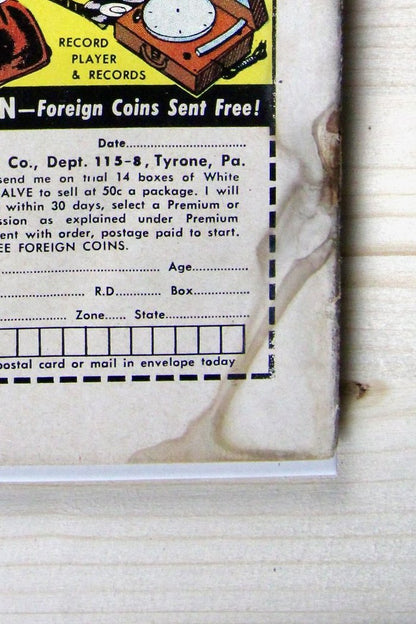 RECORD
PLAYER
& RECORDS
N—Foreign Coins Sent Free!
Date
Co., Dept. 115-8, Tyrone, Pa.
send me on trial 14 boxes of White
ALVE to sell at 50c a package. I will
within 30 days, select a Premium or
ssion as explained under Premium
ent with order, postage paid to start.
EE FOREIGN COINS.
Age
R.D. Box
Zone State
postal card or mail in envelope today